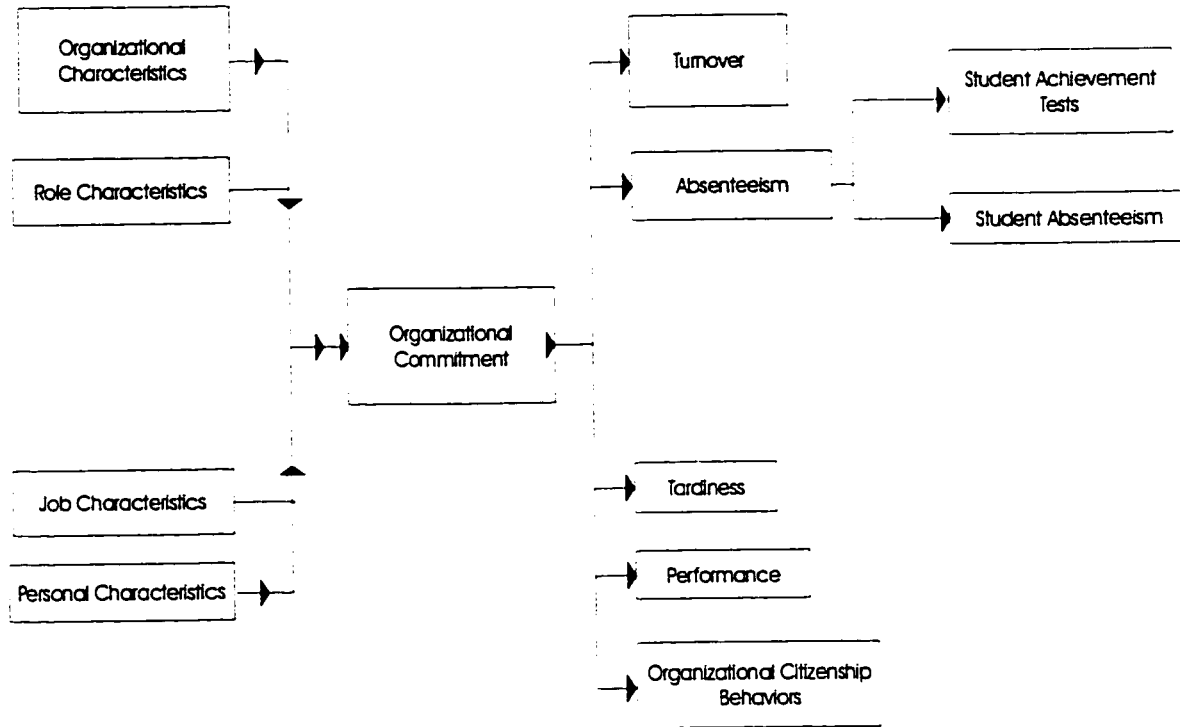 Organizational
Characteristics
Role Characteristics
Job Characteristics
Personal Characteristics
Organizational
Commitment
Turnover
Absenteeism
Tardiness
Performance
Organizational Citizenship
Behaviors
Student Achievement
Tests
Student Absenteeism